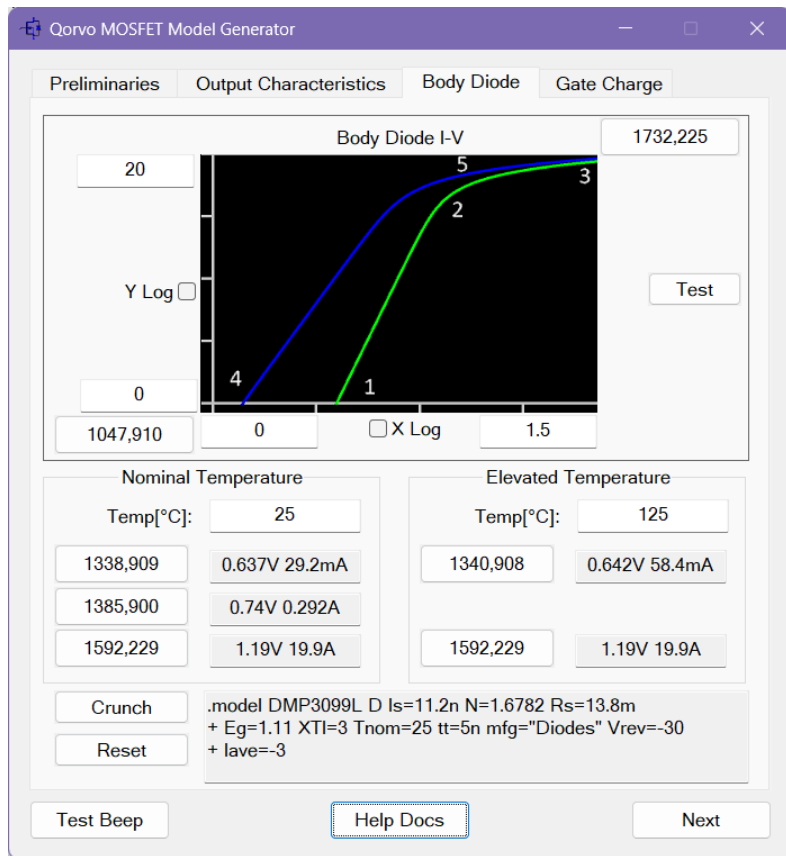 Qorvo MOSFET Model Generator
Preliminaries Output Characteristics Body Diode Gate Charge
Body Diode I-V 1732,225
20
5
3
2
Y Log Test
4
1
0
1047,910 0 X Log 1.5
Nominal Temperature Elevated Temperature
Temp[°C]: 25 Temp[°C]: 125
1338,909 0.637V 29.2mA 1340,908 0.642V 58.4mA
1385,900 0.74V 0.292A
1592,229 1.19V 19.9A 1592,229 1.19V 19.9A
Crunch .model DMP3099L D Is=11.2n N=1.6782 Rs=13.8m
+ Eg=1.11 XTI=3 Tnom=25 tt=5n mfg="Diodes" Vrev=-30
Reset + Iave=-3
Test Beep Help Docs Next